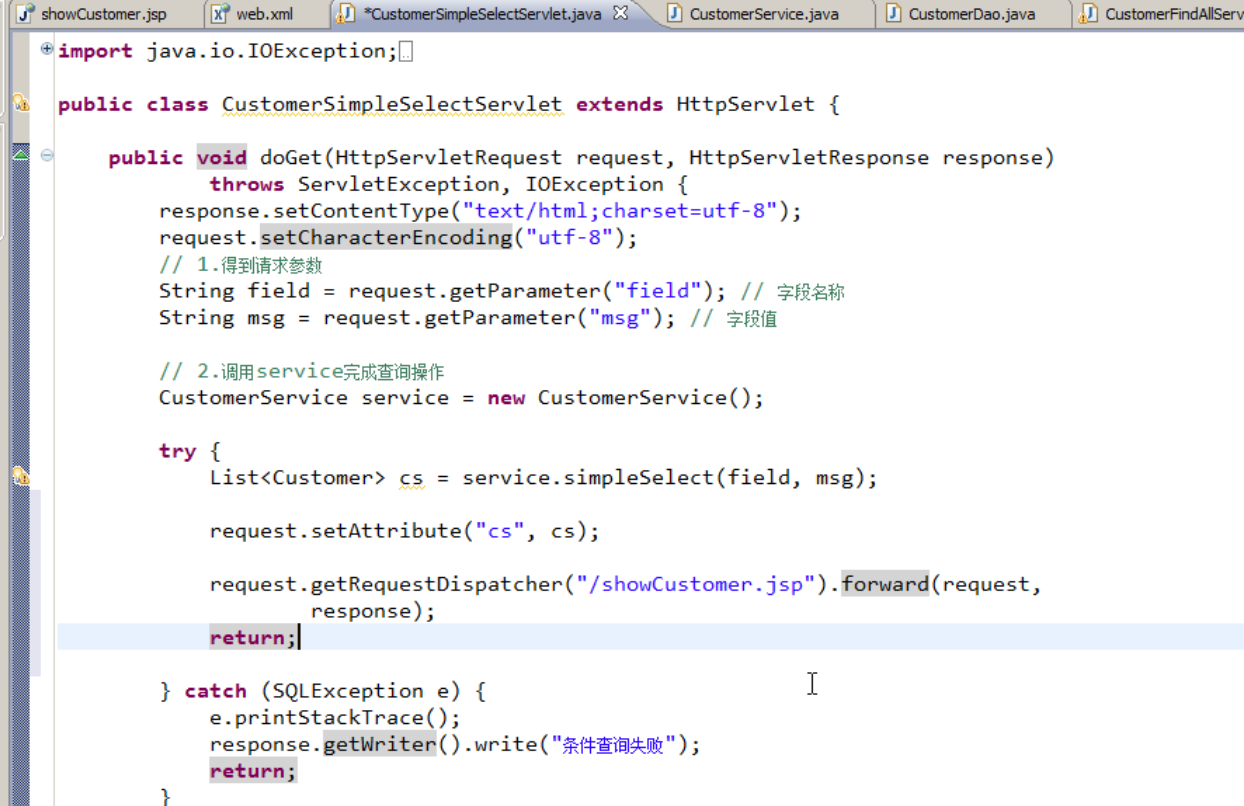 showCustomer.jsp web.xml *CustomerSimpleSelectServlet.java CustomerService.java CustomerDao.java CustomerFindAllServ
import java.io.IOException;
public class CustomerSimpleSelectServlet extends HttpServlet {
public void doGet(HttpServletRequest request, HttpServletResponse response)
throws ServletException, IOException {
response.setContentType("text/html;charset=utf-8");
request.setCharacterEncoding("utf-8");
// 1.得到请求参数
String field = request.getParameter("field"); // 字段名称
String msg = request.getParameter("msg"); // 字段值
// 2.调用service完成查询操作
CustomerService service = new CustomerService();
try {
List<Customer> cs = service.simpleSelect(field, msg);
request.setAttribute("cs", cs);
request.getRequestDispatcher("/showCustomer.jsp").forward(request,
response);
return;
} catch (SQLException e) {
e.printStackTrace();
response.getWriter().write("条件查询失败");
return;
}